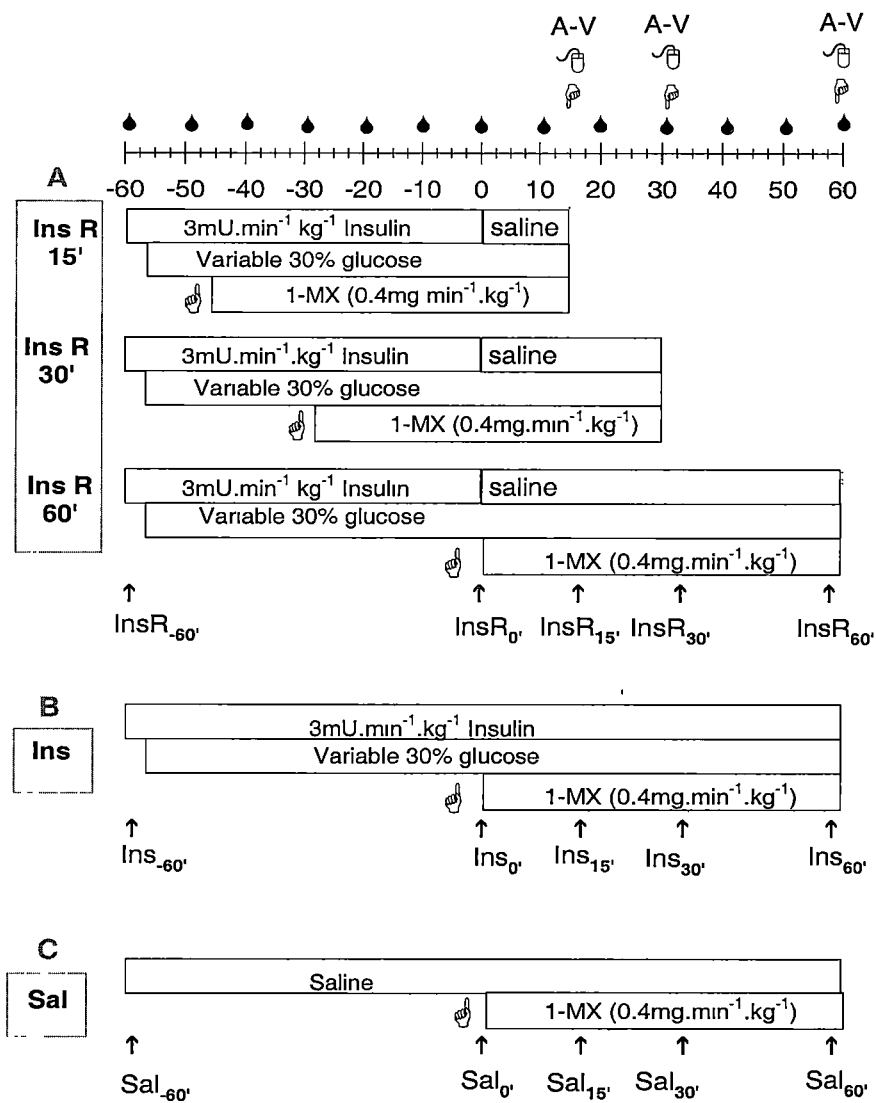 A-V A-V A-V
-60 -50 -40 -30 -20 -10 0 10 20 30 40 50 60
A
Ins R
15'
3mU.min⁻¹ kg⁻¹ Insulin saline
Variable 30% glucose
1-MX (0.4mg min⁻¹.kg⁻¹)
Ins R
30'
3mU.min⁻¹.kg⁻¹ Insulin saline
Variable 30% glucose
1-MX (0.4mg.min⁻¹.kg⁻¹)
Ins R
60'
3mU.min⁻¹ kg⁻¹ Insulin saline
Variable 30% glucose
1-MX (0.4mg.min⁻¹.kg⁻¹)
InsR-60' InsR0' InsR15' InsR30' InsR60'
B
Ins
3mU.min⁻¹.kg⁻¹ Insulin
Variable 30% glucose
1-MX (0.4mg.min⁻¹.kg⁻¹)
Ins-60' Ins0' Ins15' Ins30' Ins60'
C
Sal
Saline
1-MX (0.4mg.min⁻¹.kg⁻¹)
Sal-60' Sal0' Sal15' Sal30' Sal60'